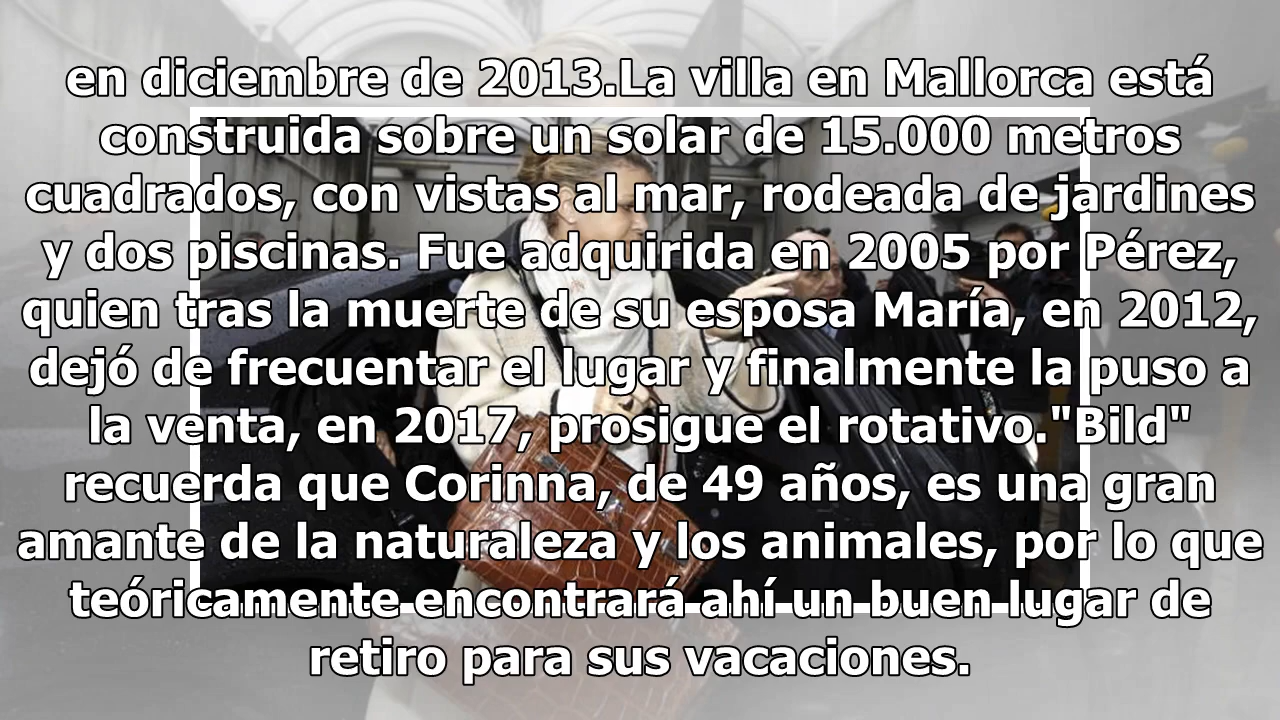 en diciembre de 2013.La villa en Mallorca está
construida sobre un solar de 15.000 metros
cuadrados, con vistas al mar, rodeada de jardines
y dos piscinas. Fue adquirida en 2005 por Pérez,
quien tras la muerte de su esposa María, en 2012,
dejó de frecuentar el lugar y finalmente la puso a
la venta, en 2017, prosigue el rotativo."Bild"
recuerda que Corinna, de 49 años, es una gran
amante de la naturaleza y los animales, por lo que
teóricamente encontrará ahí un buen lugar de
retiro para sus vacaciones.